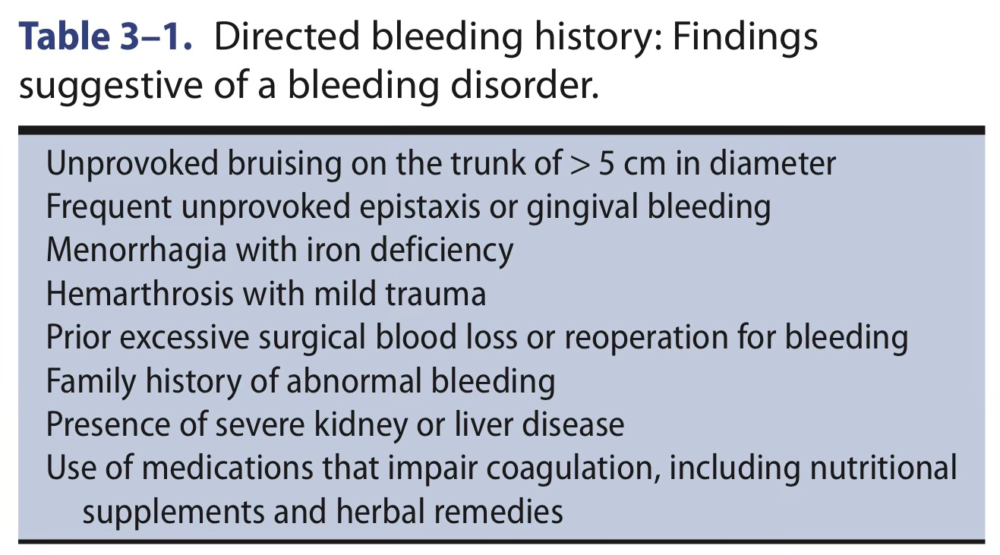 Table 3–1. Directed bleeding history: Findings
suggestive of a bleeding disorder.
Unprovoked bruising on the trunk of > 5 cm in diameter
Frequent unprovoked epistaxis or gingival bleeding
Menorrhagia with iron deficiency
Hemarthrosis with mild trauma
Prior excessive surgical blood loss or reoperation for bleeding
Family history of abnormal bleeding
Presence of severe kidney or liver disease
Use of medications that impair coagulation, including nutritional
supplements and herbal remedies